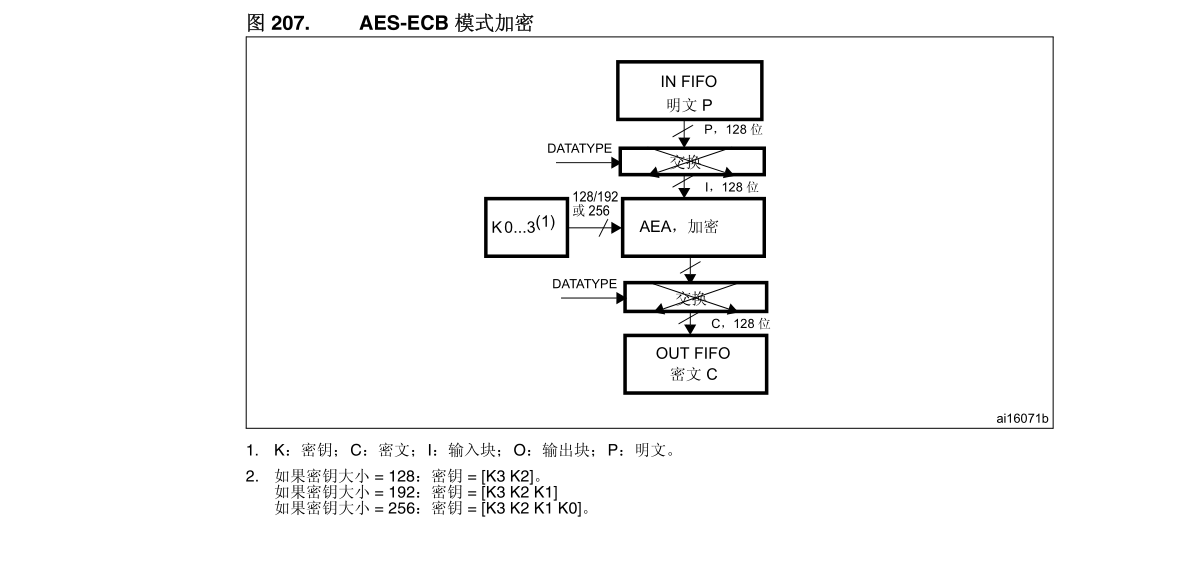 图 207. AES-ECB 模式加密
IN FIFO
明文 P
P，128 位
DATATYPE
交换
I，128 位
128/192
或 256
K 0...3(1)
AEA，加密
DATATYPE
交换
C，128 位
OUT FIFO
密文 C
ai16071b
1. K：密钥；C：密文；I：输入块；O：输出块；P：明文。
2. 如果密钥大小 = 128：密钥 = [K3 K2]。
如果密钥大小 = 192：密钥 = [K3 K2 K1]
如果密钥大小 = 256：密钥 = [K3 K2 K1 K0]。